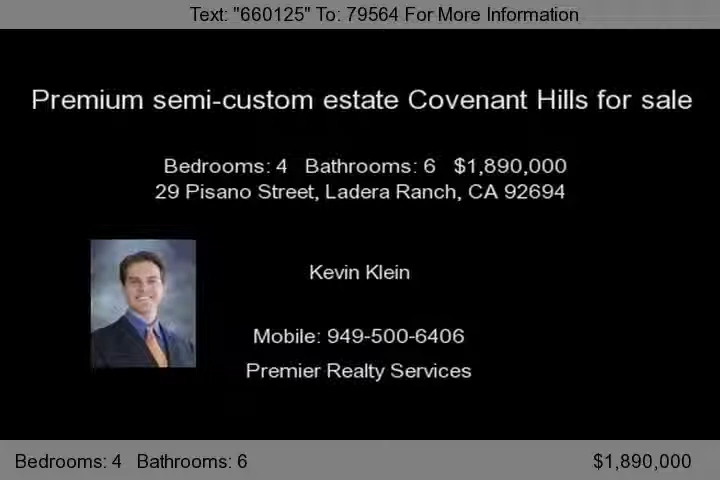 Text: "660125" To: 79564 For More Information
Premium semi-custom estate Covenant Hills for sale
Bedrooms: 4 Bathrooms: 6 $1,890,000
29 Pisano Street, Ladera Ranch, CA 92694
Kevin Klein
Mobile: 949-500-6406
Premier Realty Services
Bedrooms: 4 Bathrooms: 6 $1,890,000